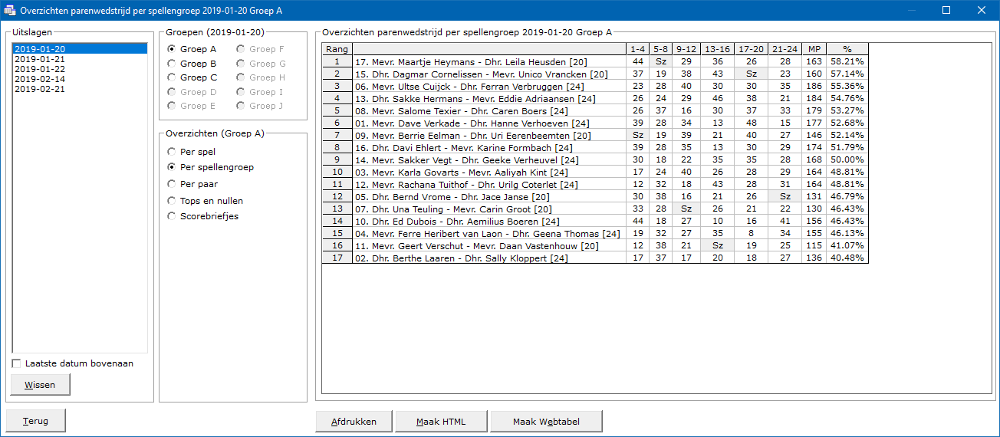 Overzichten parenwedstrijd per spellengroep 2019-01-20 Groep A
Uitslagen
2019-01-20
2019-01-21
2019-01-22
2019-02-14
2019-02-21
Laatste datum bovenaan
Wissen
Terug
Groepen (2019-01-20)
Groep A Groep F
Groep B Groep G
Groep C Groep H
Groep D Groep I
Groep E Groep J
Overzichten (Groep A)
Per spel
Per spellengroep
Per paar
Tops en nullen
Scorebriefjes
Overzichten parenwedstrijd per spellengroep 2019-01-20 Groep A
Rang 1-4 5-8 9-12 13-16 17-20 21-24 MP %
1 17. Mevr. Maartje Heymans - Dhr. Leila Heusden [20] 44 Sz 29 36 26 28 163 58.21%
2 15. Dhr. Dagmar Cornelissen - Mevr. Unico Vrancken [20] 37 19 38 43 Sz 23 160 57.14%
3 06. Mevr. Ultse Cuijck - Dhr. Ferran Verbruggen [24] 23 28 40 30 30 35 186 55.36%
4 13. Dhr. Sakke Hermans - Mevr. Eddie Adriaansen [24] 26 24 29 46 38 21 184 54.76%
5 08. Mevr. Salome Texier - Dhr. Caren Boers [24] 26 37 16 30 37 33 179 53.27%
6 01. Mevr. Dave Verkade - Dhr. Hanne Verhoeven [24] 39 28 34 13 48 15 177 52.68%
7 09. Mevr. Berrie Eelman - Dhr. Uri Eerenbeemten [20] Sz 19 39 21 40 27 146 52.14%
8 16. Dhr. Davi Ehlert - Mevr. Karine Formbach [24] 39 28 35 13 30 29 174 51.79%
9 14. Mevr. Sakker Vegt - Dhr. Geeke Verheuvel [24] 30 18 22 35 35 28 168 50.00%
10 03. Mevr. Karla Govarts - Mevr. Aaliyah Kint [24] 17 24 40 26 28 29 164 48.81%
11 12. Mevr. Rachana Tuithof - Dhr. Urilg Coterlet [24] 12 32 18 43 28 31 164 48.81%
12 05. Dhr. Bernd Vrome - Dhr. Jace Janse [20] 30 38 16 21 26 Sz 131 46.79%
13 07. Dhr. Una Teuling - Mevr. Carin Groot [20] 33 28 Sz 26 21 22 130 46.43%
14 10. Dhr. Ed Dubois - Dhr. Aemilius Boeren [24] 44 18 27 10 16 41 156 46.43%
15 04. Mevr. Ferre Heribert van Laon - Dhr. Geena Thomas [24] 19 32 27 35 8 34 155 46.13%
16 11. Mevr. Geert Verschut - Mevr. Daan Vastenhouw [20] 12 38 21 Sz 19 25 115 41.07%
17 02. Dhr. Berthe Laaren - Dhr. Sally Kloppert [24] 17 37 17 20 18 27 136 40.48%
Afdrukken Maak HTML Maak Webtabel